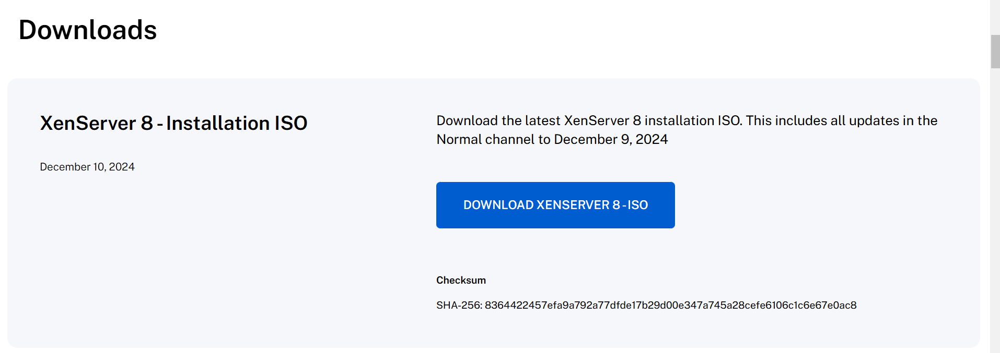 Downloads
XenServer 8 - Installation ISO
December 10, 2024
Download the latest XenServer 8 installation ISO. This includes all updates in the
Normal channel to December 9, 2024
DOWNLOAD XENSERVER 8 - ISO
Checksum
SHA-256: 8364422457efa9a792a77dfde17b29d00e347a745a28cefe6106c1c6e67e0ac8